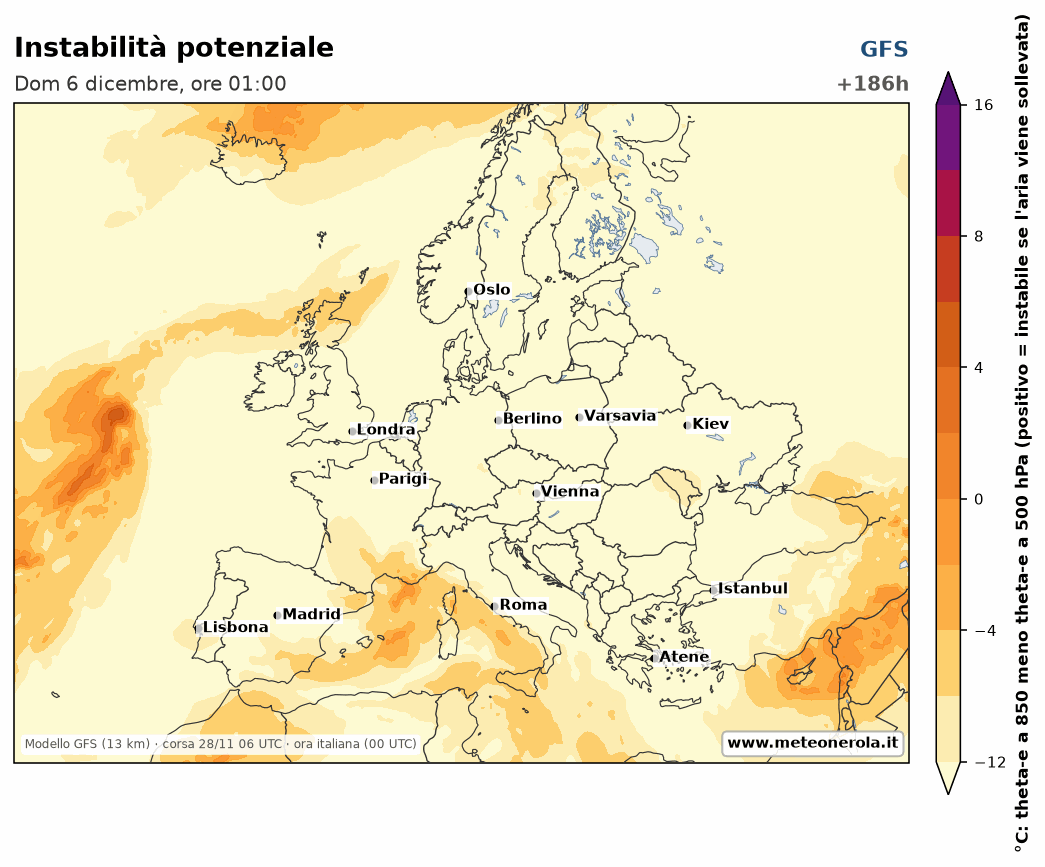 Instabilità potenziale
GFS
Dom 6 dicembre, ore 01:00
+186h
Oslo
Berlino
Varsavia
Kiev
Londra
Parigi
Vienna
Istanbul
Roma
Madrid
Lisbona
Atene
Modello GFS (13 km) · corsa 28/11 06 UTC · ora italiana (00 UTC)
www.meteonerola.it
16
8
4
0
−4
−12
°C: theta-e a 850 meno theta-e a 500 hPa (positivo = instabile se l'aria viene sollevata)